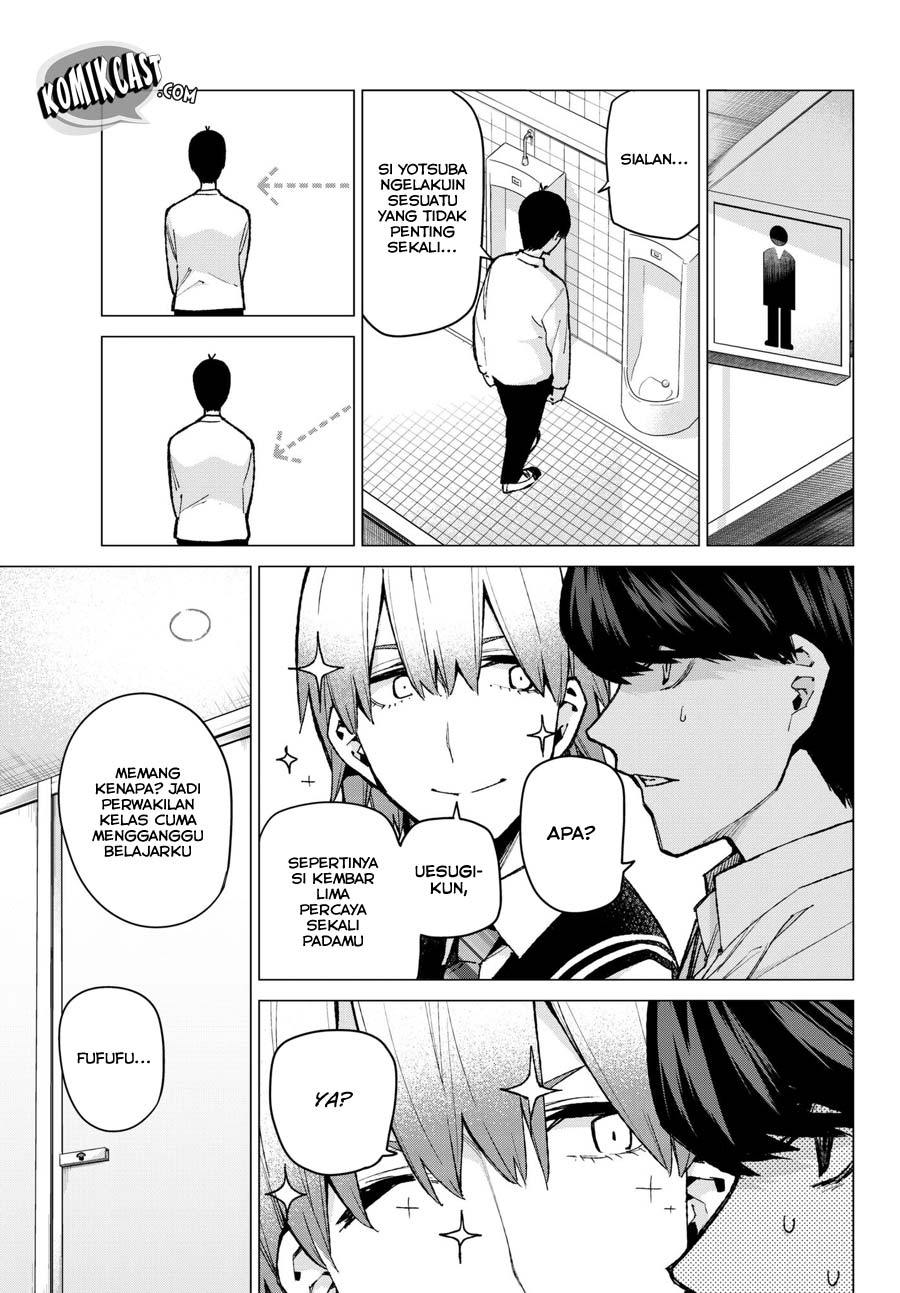 KOMIKCAST
.COM
SIALAN...
SI YOTSUBA
NGELAKUIN
SESUATU
YANG TIDAK
PENTING
SEKALI...
APA?
UESUGI-
KUN,
SEPERTINYA
SI KEMBAR
LIMA
PERCAYA
SEKALI
PADAMU
MEMANG
KENAPA? JADI
PERWAKILAN
KELAS CUMA
MENGGANGGU
BELAJARKU
YA?
FUFUFU...